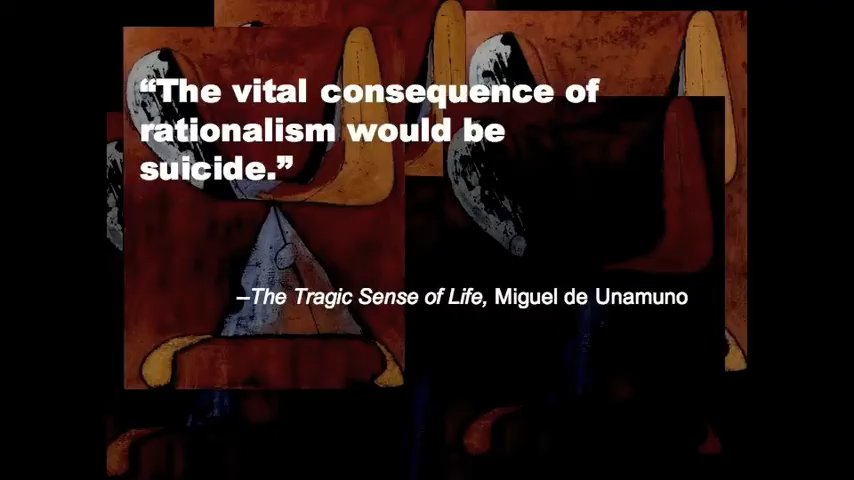 “The vital consequence of
rationalism would be
suicide.”
–The Tragic Sense of Life, Miguel de Unamuno